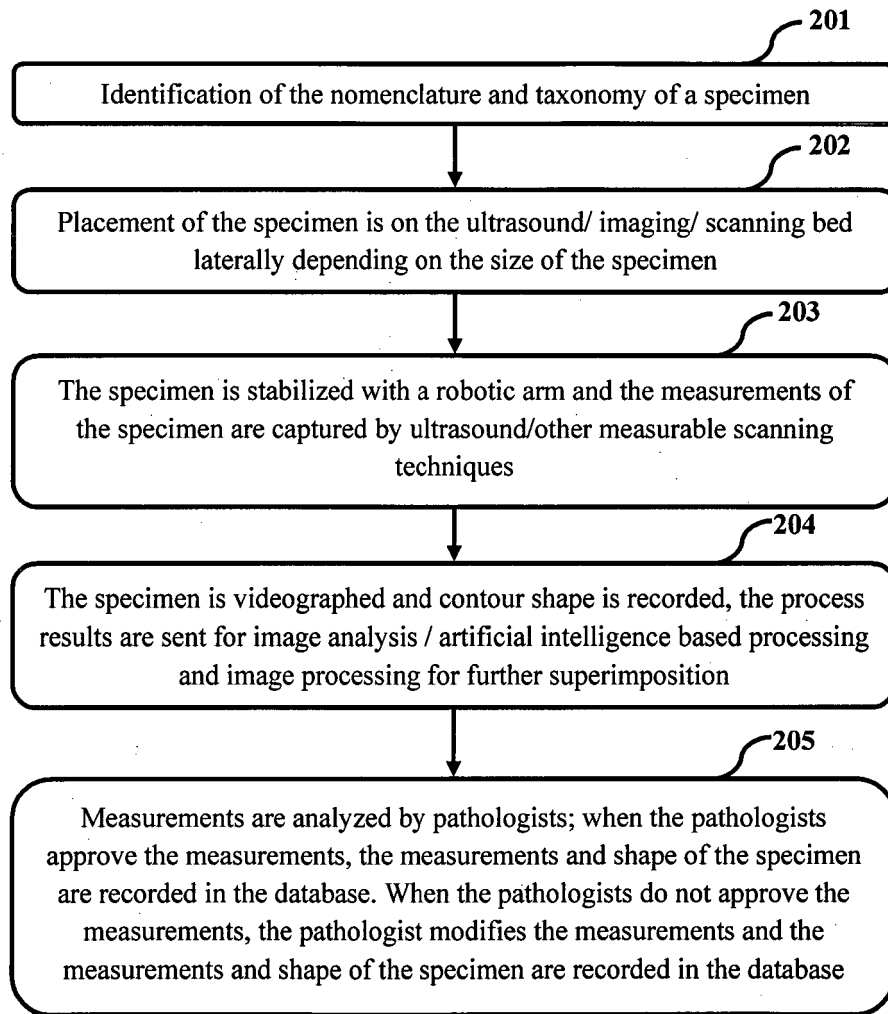 201
Identification of the nomenclature and taxonomy of a specimen
202
Placement of the specimen is on the ultrasound/ imaging/ scanning bed
laterally depending on the size of the specimen
203
The specimen is stabilized with a robotic arm and the measurements of
the specimen are captured by ultrasound/other measurable scanning
techniques
204
The specimen is videographed and contour shape is recorded, the process
results are sent for image analysis / artificial intelligence based processing
and image processing for further superimposition
205
Measurements are analyzed by pathologists; when the pathologists
approve the measurements, the measurements and shape of the specimen
are recorded in the database. When the pathologists do not approve the
measurements, the pathologist modifies the measurements and the
measurements and shape of the specimen are recorded in the database